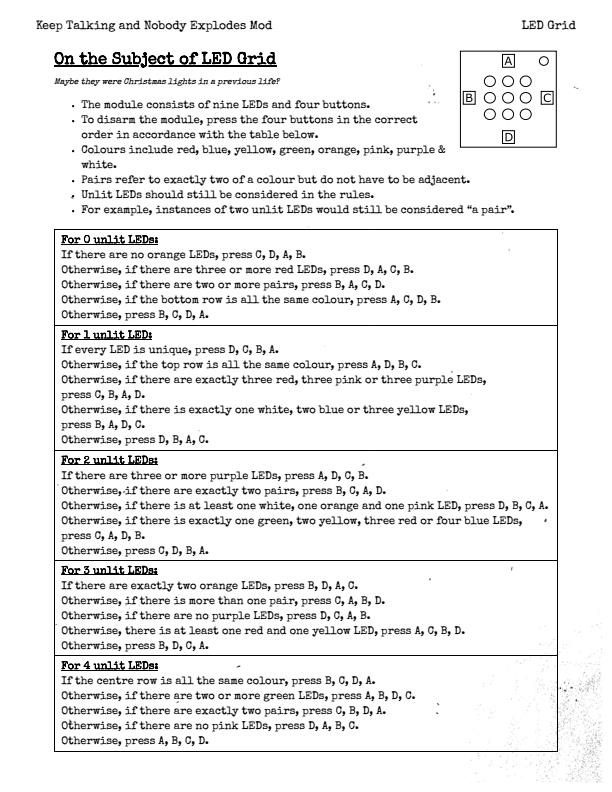 Keep Talking and Nobody Explodes Mod LED Grid
On the Subject of LED Grid
Maybe they were Christmas lights in a previous life?
A
B C
D
• The module consists of nine LEDs and four buttons.
• To disarm the module, press the four buttons in the correct
order in accordance with the table below.
• Colours include red, blue, yellow, green, orange, pink, purple &
white.
• Pairs refer to exactly two of a colour but do not have to be adjacent.
• Unlit LEDs should still be considered in the rules.
• For example, instances of two unlit LEDs would still be considered “a pair”.
For 0 unlit LEDs:
If there are no orange LEDs, press C, D, A, B.
Otherwise, if there are three or more red LEDs, press D, A, C, B.
Otherwise, if there are two or more pairs, press B, A, C, D.
Otherwise, if the bottom row is all the same colour, press A, C, D, B.
Otherwise, press B, C, D, A.
For 1 unlit LED:
If every LED is unique, press D, C, B, A.
Otherwise, if the top row is all the same colour, press A, D, B, C.
Otherwise, if there are exactly three red, three pink or three purple LEDs,
press C, B, A, D.
Otherwise, if there is exactly one white, two blue or three yellow LEDs,
press B, A, D, C.
Otherwise, press D, B, A, C.
For 2 unlit LEDs:
If there are three or more purple LEDs, press A, D, C, B.
Otherwise, if there are exactly two pairs, press B, C, A, D.
Otherwise, if there is at least one white, one orange and one pink LED, press D, B, C, A.
Otherwise, if there is exactly one green, two yellow, three red or four blue LEDs,
press C, A, D, B.
Otherwise, press C, D, B, A.
For 3 unlit LEDs:
If there are exactly two orange LEDs, press B, D, A, C.
Otherwise, if there is more than one pair, press C, A, B, D.
Otherwise, if there are no purple LEDs, press D, C, A, B.
Otherwise, there is at least one red and one yellow LED, press A, C, B, D.
Otherwise, press B, D, C, A.
For 4 unlit LEDs:
If the centre row is all the same colour, press B, C, D, A.
Otherwise, if there are two or more green LEDs, press A, B, D, C.
Otherwise, if there are exactly two pairs, press C, B, D, A.
Otherwise, if there are no pink LEDs, press D, A, B, C.
Otherwise, press A, B, C, D.